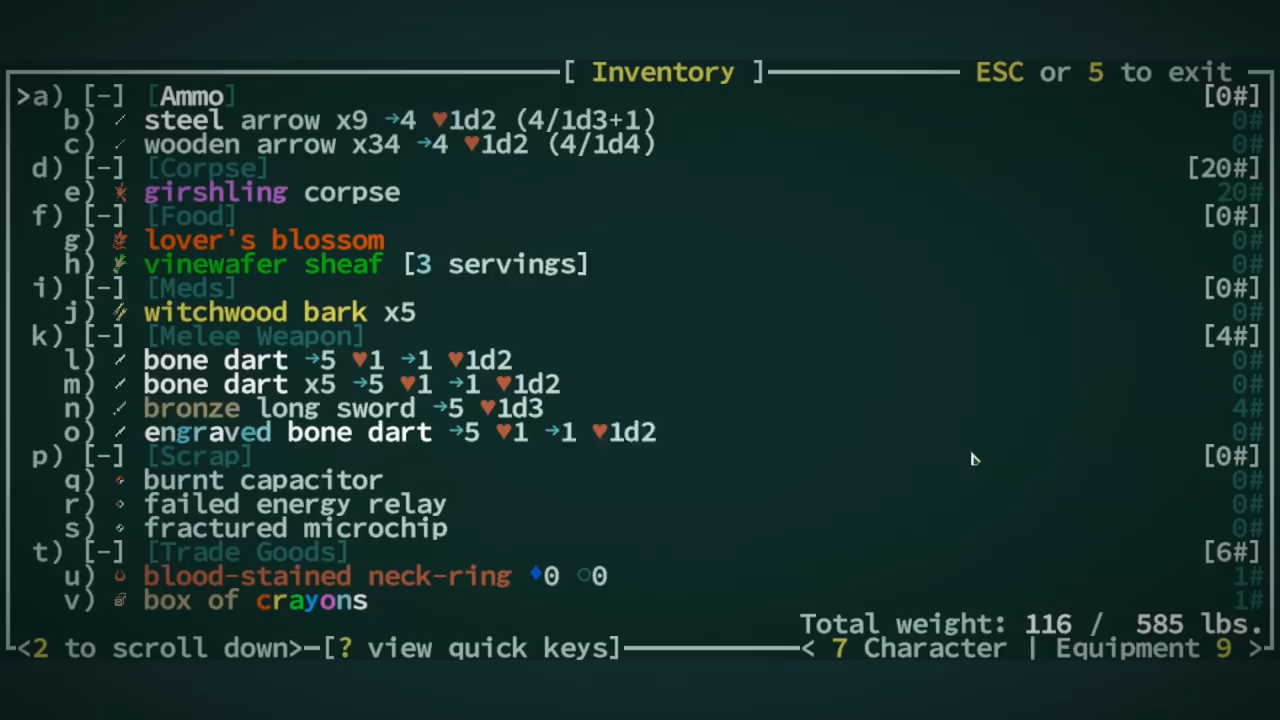 [ Inventory ] ESC or 5 to exit
>a) [-] [Ammo] [0#]
b) steel arrow x9 →4 ♥1d2 (4/1d3+1) 0#
c) wooden arrow x34 →4 ♥1d2 (4/1d4) 0#
d) [-] [Corpse] [20#]
e) girshling corpse 20#
f) [-] [Food] [0#]
g) lover's blossom 0#
h) vinewafer sheaf [3 servings] 0#
i) [-] [Meds] [0#]
j) witchwood bark x5 0#
k) [-] [Melee Weapon] [4#]
l) bone dart →5 ♥1 →1 ♥1d2 0#
m) bone dart x5 →5 ♥1 →1 ♥1d2 0#
n) bronze long sword →5 ♥1d3 4#
o) engraved bone dart →5 ♥1 →1 ♥1d2 0#
p) [-] [Scrap] [0#]
q) burnt capacitor 0#
r) failed energy relay 0#
s) fractured microchip 0#
t) [-] [Trade Goods] [6#]
u) blood-stained neck-ring ♦0 ○0 1#
v) box of crayons 1#
Total weight: 116 / 585 lbs.
<2 to scroll down> [? view quick keys] < 7 Character | Equipment 9 >